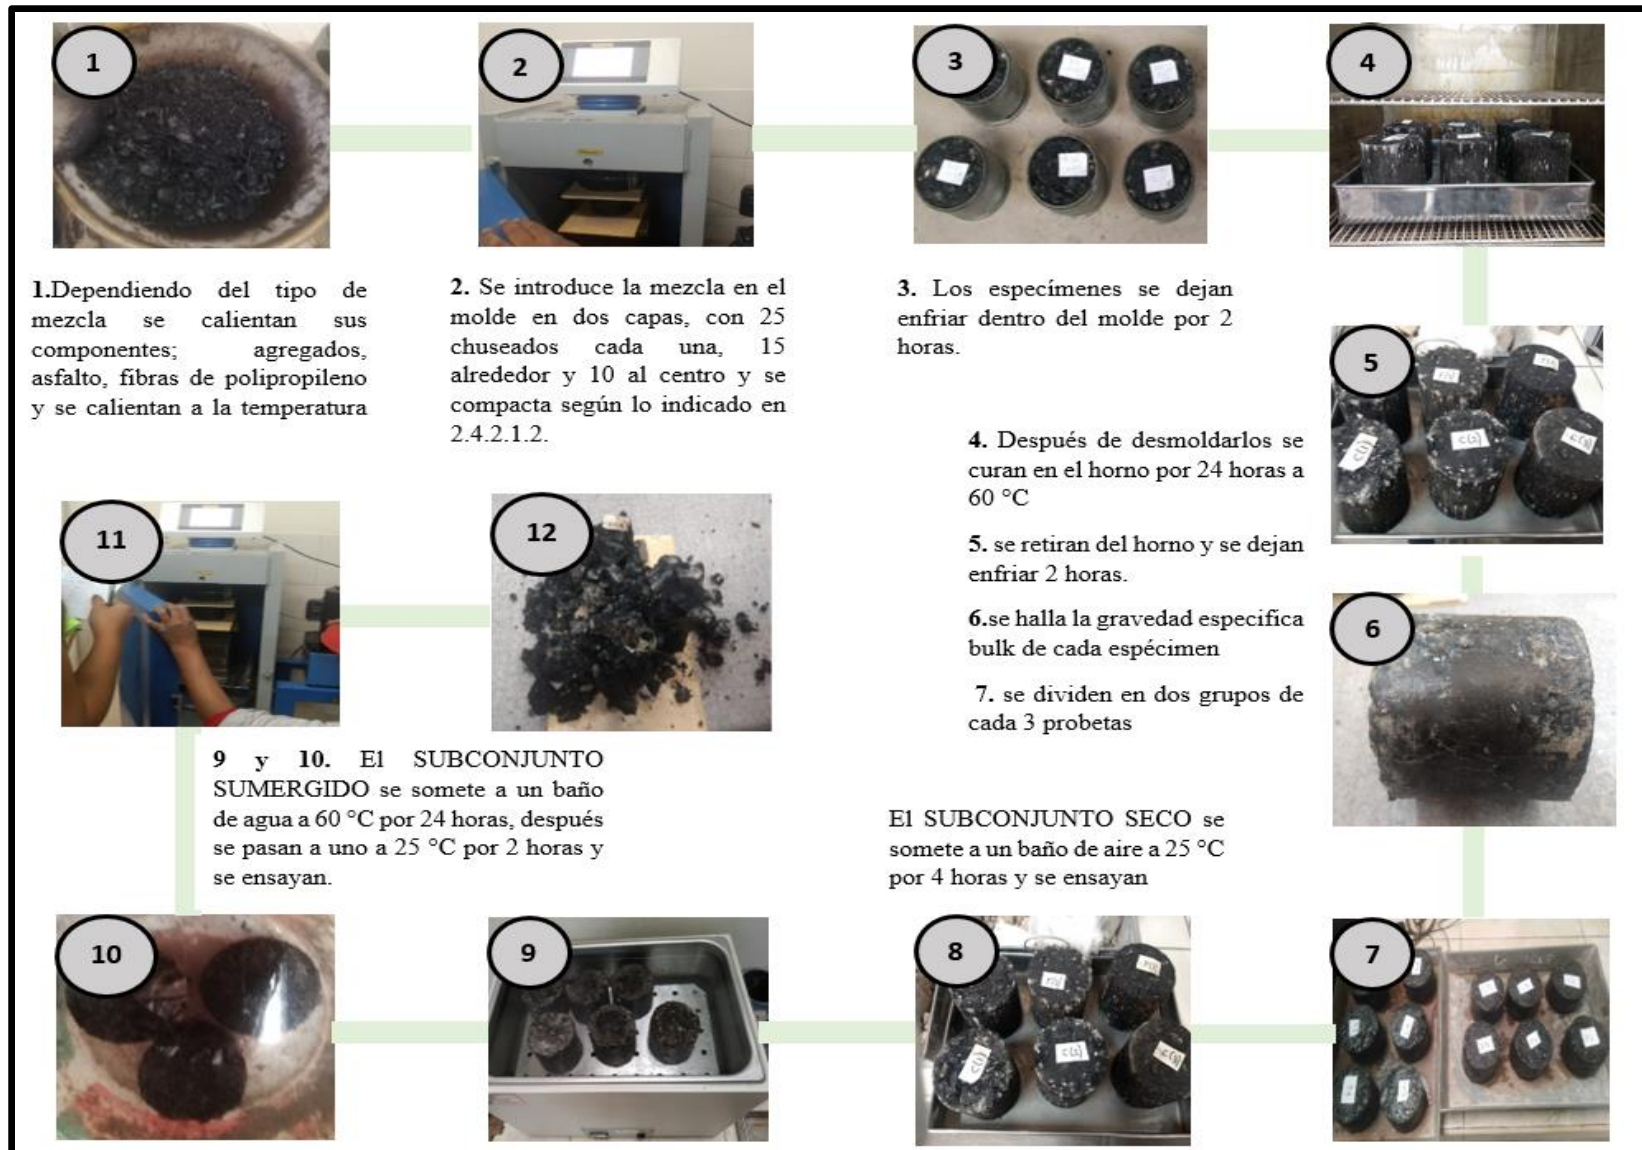 1
2
3
4
1.Dependiendo del tipo de
mezcla se calientan sus
componentes; agregados,
asfalto, fibras de polipropileno
y se calientan a la temperatura
2. Se introduce la mezcla en el
molde en dos capas, con 25
chuseados cada una, 15
alrededor y 10 al centro y se
compacta según lo indicado en
2.4.2.1.2.
3. Los especímenes se dejan
enfriar dentro del molde por 2
horas.
4. Después de desmoldarlos se
curan en el horno por 24 horas a
60 °C
5. se retiran del horno y se dejan
enfriar 2 horas.
6.se halla la gravedad especifica
bulk de cada espécimen
7. se dividen en dos grupos de
cada 3 probetas
5
C(2)
6
11
12
9 y 10. El SUBCONJUNTO
SUMERGIDO se somete a un baño
de agua a 60 °C por 24 horas, después
se pasan a uno a 25 °C por 2 horas y
se ensayan.
El SUBCONJUNTO SECO se
somete a un baño de aire a 25 °C
por 4 horas y se ensayan
10
9
8
7